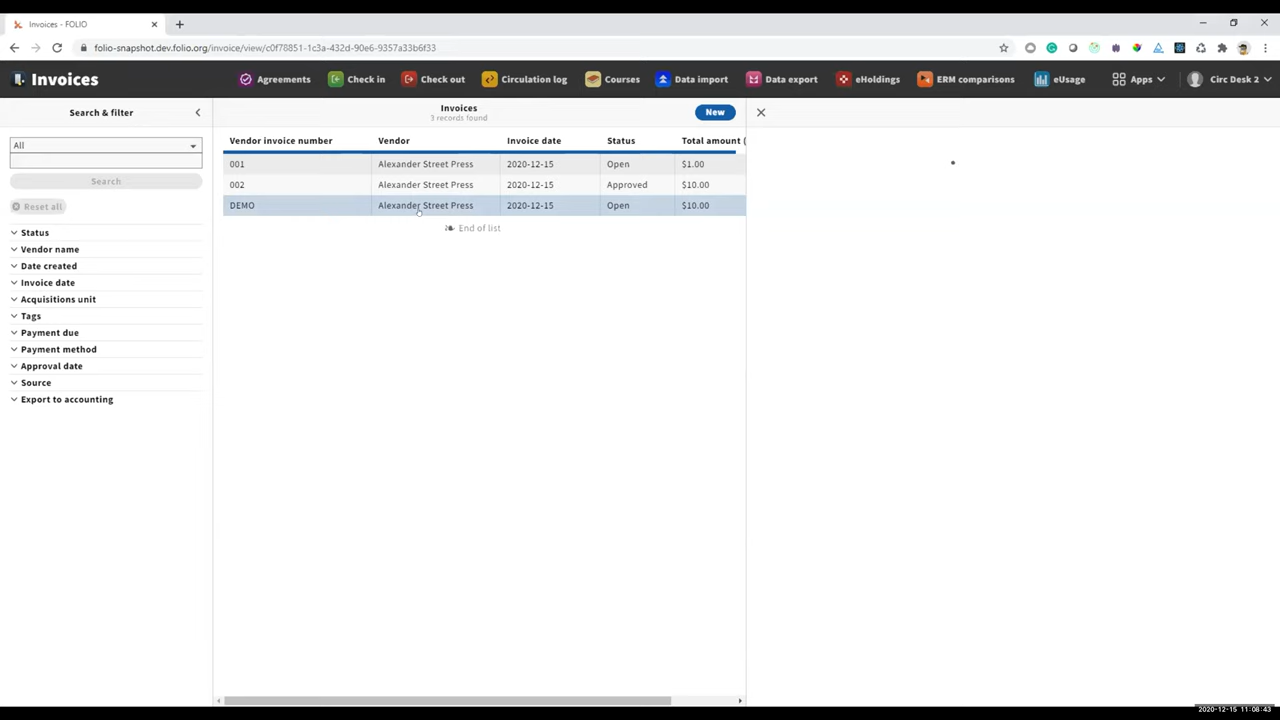 Invoices - FOLIO
folio-snapshot.dev.folio.org/invoice/view/c0f78851-1c3a-432d-90e6-9357a33b6f33
Invoices
Agreements
Check in
Check out
Circulation log
Courses
Data import
Data export
eHoldings
ERM comparisons
eUsage
Apps
Circ Desk 2
Search & filter
All
Search
Reset all
Status
Vendor name
Date created
Invoice date
Acquisitions unit
Tags
Payment due
Payment method
Approval date
Source
Export to accounting
Invoices
3 records found
New
Vendor invoice number Vendor Invoice date Status Total amount (
001 Alexander Street Press 2020-12-15 Open $1.00
002 Alexander Street Press 2020-12-15 Approved $10.00
DEMO Alexander Street Press 2020-12-15 Open $10.00
End of list
2020-12-15 11:08:43